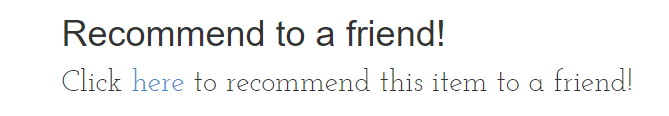 Recommend to a friend!
Click here to recommend this item to a friend!